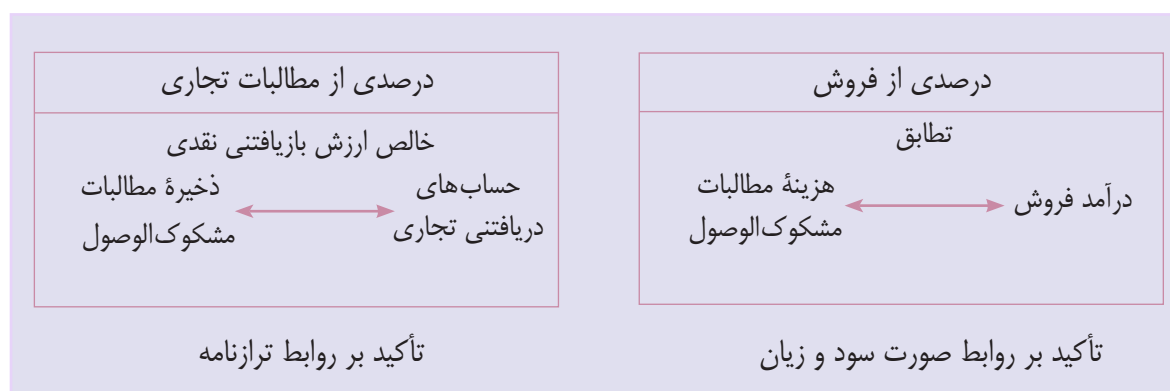 درصدی از فروش
تطابق
درآمد فروش
هزینهٔ مطالبات
مشکوک‌الوصول
تأکید بر روابط صورت سود و زیان
درصدی از مطالبات تجاری
خالص ارزش بازیافتنی نقدی
حساب‌های
دریافتنی تجاری
ذخیرهٔ مطالبات
مشکوک‌الوصول
تأکید بر روابط ترازنامه